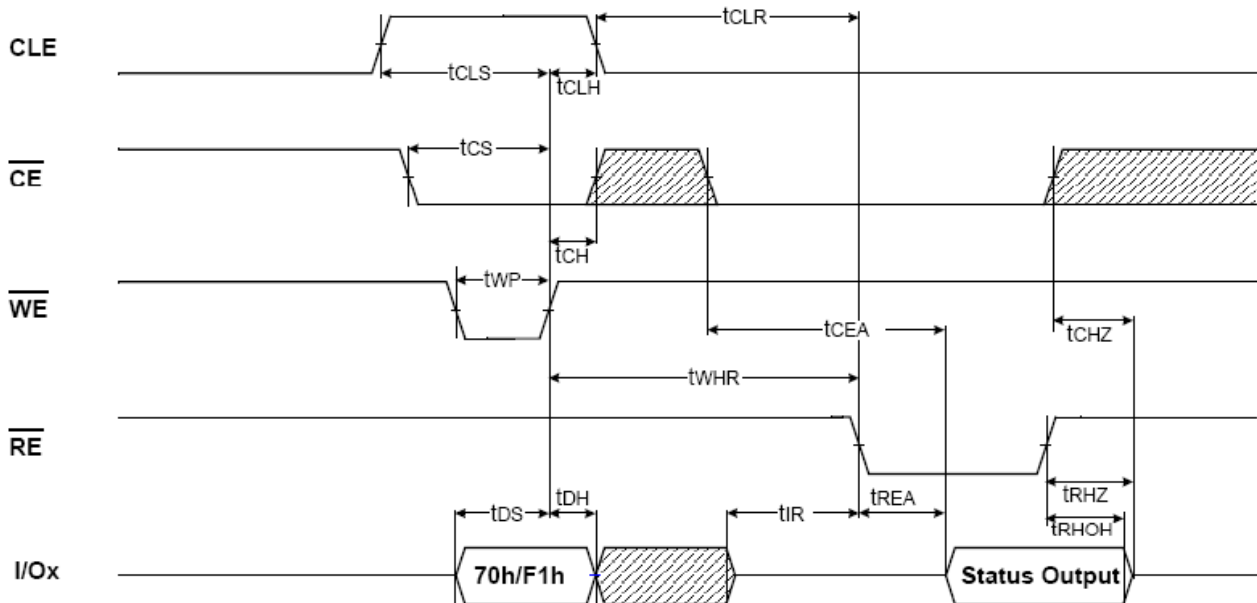 CLE
tCLR
tCLS
tCLH
CE
tCS
tCH
WE
tWP
tCEA
tCHZ
tWHR
RE
tDS
tDH
tIR
tREA
tRHZ
tRHOH
I/Ox
70h/F1h
Status Output